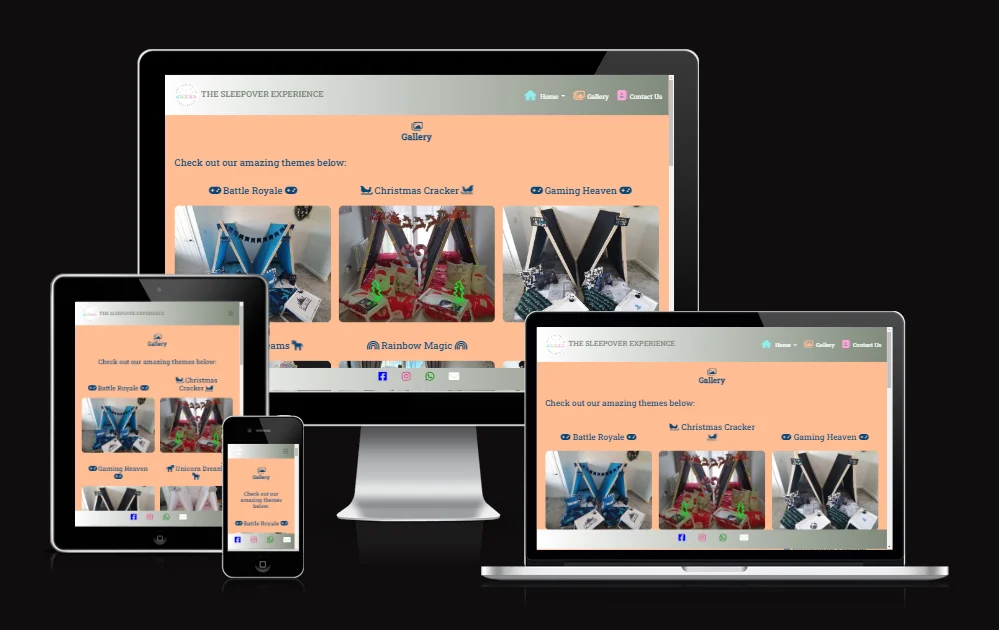 THE SLEEPOVER EXPERIENCE
Home
Gallery
Contact Us
Gallery
Check out our amazing themes below:
Battle Royale
Christmas Cracker
Gaming Heaven
Rainbow Magic
THE SLEEPOVER EXPERIENCE
Gallery
Check out our amazing themes below:
Battle Royale
Christmas
Cracker
Gaming Heaven
Unicorn Dream
Gallery
Check out our
amazing themes
below:
Battle Royale
THE SLEEPOVER EXPERIENCE
Home
Gallery
Contact Us
Gallery
Check out our amazing themes below:
Battle Royale
Christmas Cracker
Gaming Heaven